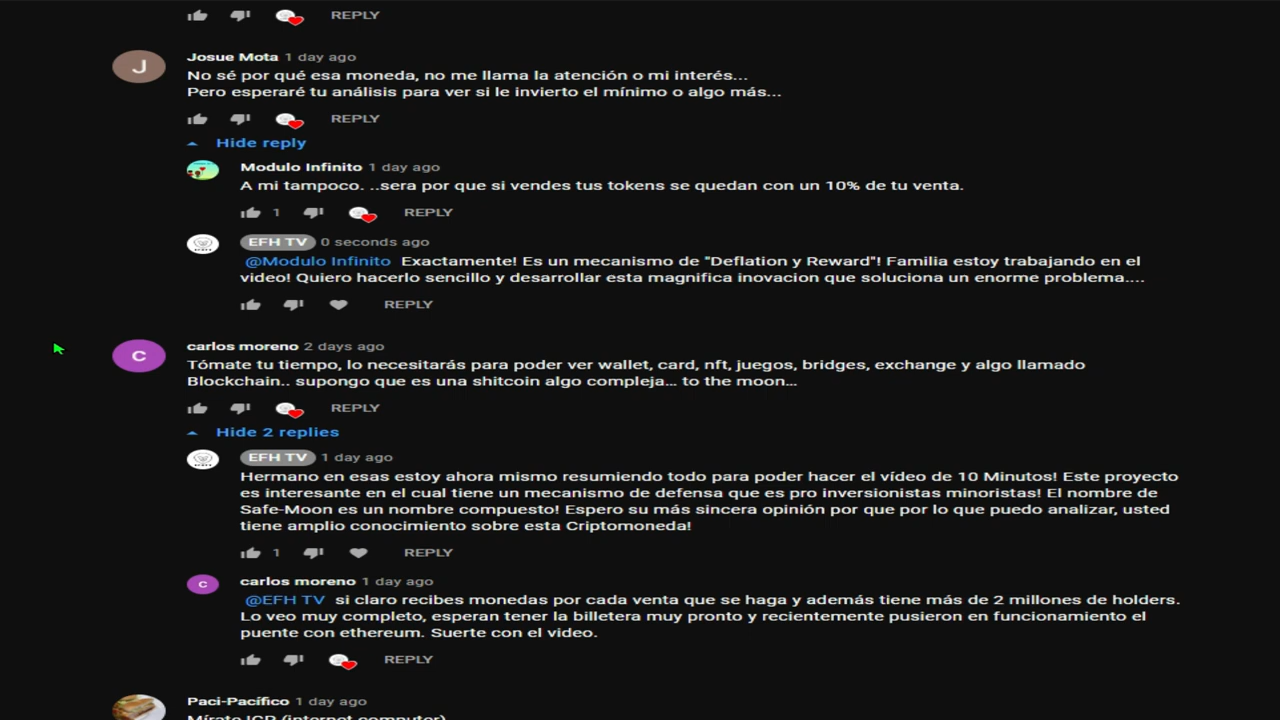 REPLY
J
Josue Mota 1 day ago
No sé por qué esa moneda, no me llama la atención o mi interés...
Pero esperaré tu análisis para ver si le invierto el mínimo o algo más...
REPLY
Hide reply
Modulo Infinito 1 day ago
A mi tampoco. ..sera por que si vendes tus tokens se quedan con un 10% de tu venta.
1 REPLY
EFH TV 0 seconds ago
@Modulo Infinito Exactamente! Es un mecanismo de "Deflation y Reward"! Familia estoy trabajando en el
video! Quiero hacerlo sencillo y desarrollar esta magnifica inovacion que soluciona un enorme problema....
REPLY
C
carlos moreno 2 days ago
Tómate tu tiempo, lo necesitarás para poder ver wallet, card, nft, juegos, bridges, exchange y algo llamado
Blockchain.. supongo que es una shitcoin algo compleja... to the moon...
REPLY
Hide 2 replies
EFH TV 1 day ago
Hermano en esas estoy ahora mismo resumiendo todo para poder hacer el vídeo de 10 Minutos! Este proyecto
es interesante en el cual tiene un mecanismo de defensa que es pro inversionistas minoristas! El nombre de
Safe-Moon es un nombre compuesto! Espero su más sincera opinión por que por lo que puedo analizar, usted
tiene amplio conocimiento sobre esta Criptomoneda!
1 REPLY
C
carlos moreno 1 day ago
@EFH TV si claro recibes monedas por cada venta que se haga y además tiene más de 2 millones de holders.
Lo veo muy completo, esperan tener la billetera muy pronto y recientemente pusieron en funcionamiento el
puente con ethereum. Suerte con el video.
REPLY
Paci-Pacífico 1 day ago
Mírate ICP (internet computer)